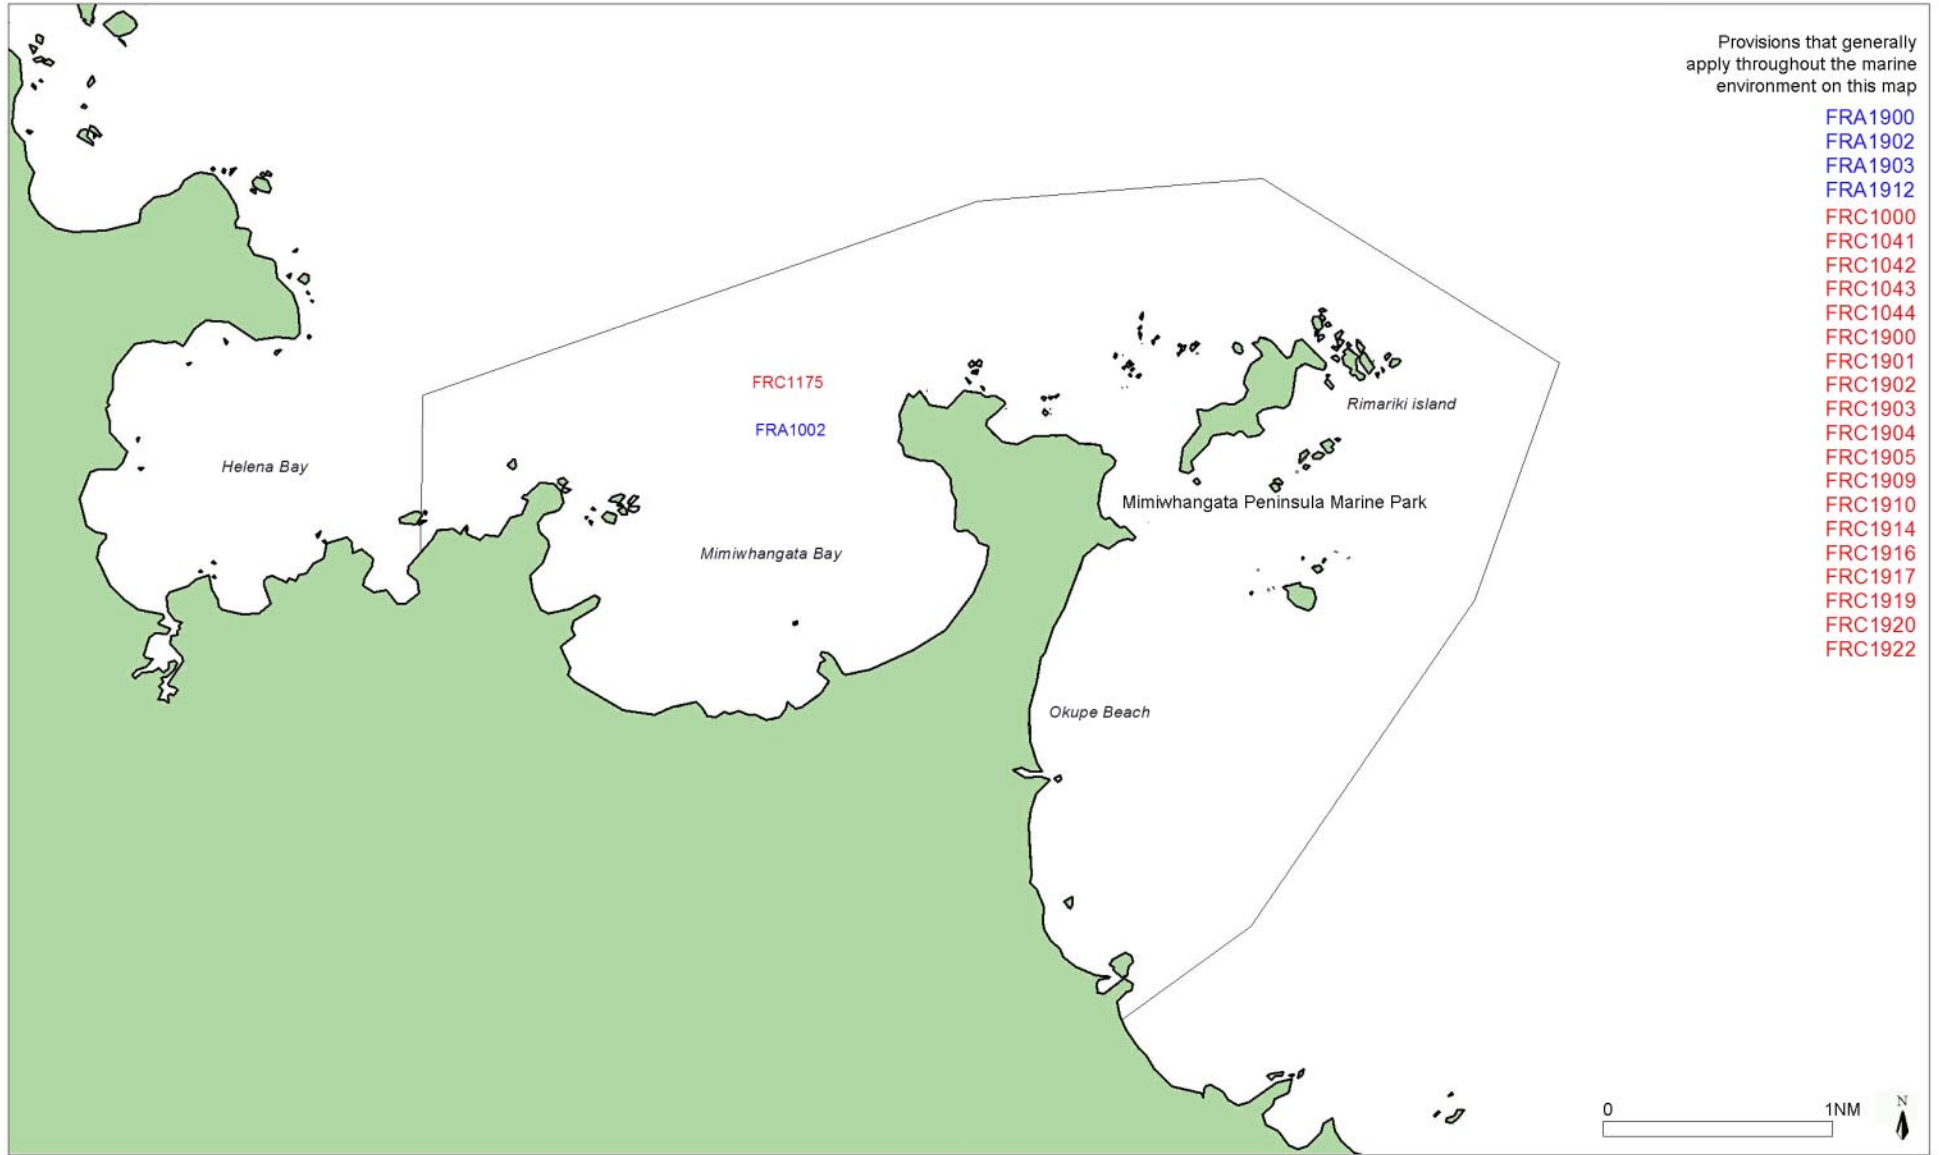 Provisions that generally
apply throughout the marine
environment on this map
FRA1900
FRA1902
FRA1903
FRA1912
FRC1000
FRC1041
FRC1042
FRC1043
FRC1044
FRC1900
FRC1901
FRC1902
FRC1903
FRC1904
FRC1905
FRC1909
FRC1910
FRC1914
FRC1916
FRC1917
FRC1919
FRC1920
FRC1922
FRC1175
FRA1002
Rimariki island
Helena Bay
Mimiwhangata Peninsula Marine Park
Mimiwhangata Bay
Okupe Beach
0 1NM
N